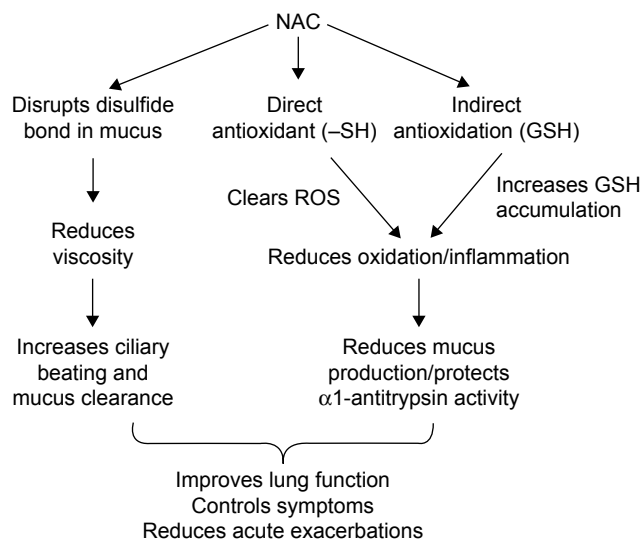 NAC
Disrupts disulfide
bond in mucus
Direct
antioxidant (–SH)
Indirect
antioxidation (GSH)
Clears ROS
Increases GSH
accumulation
Reduces
viscosity
Reduces oxidation/inflammation
Increases ciliary
beating and
mucus clearance
Reduces mucus
production/protects
α1-antitrypsin activity
Improves lung function
Controls symptoms
Reduces acute exacerbations